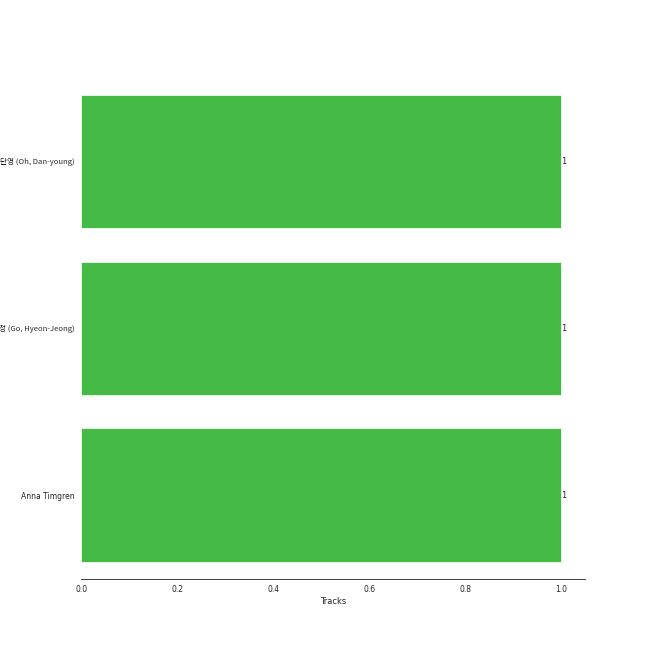 단영 (Oh, Dan-young)
1
정 (Go, Hyeon-Jeong)
1
Anna Timgren
1
0.0 0.2 0.4 0.6 0.8 1.0
Tracks